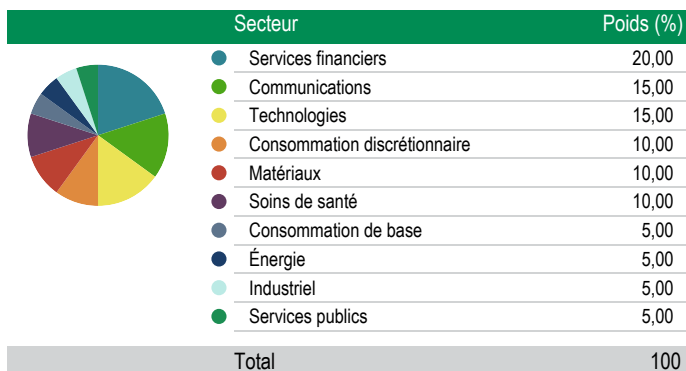 Secteur Poids (%)
Services financiers 20,00
Communications 15,00
Technologies 15,00
Consommation discrétionnaire 10,00
Matériaux 10,00
Soins de santé 10,00
Consommation de base 5,00
Énergie 5,00
Industriel 5,00
Services publics 5,00
Total 100